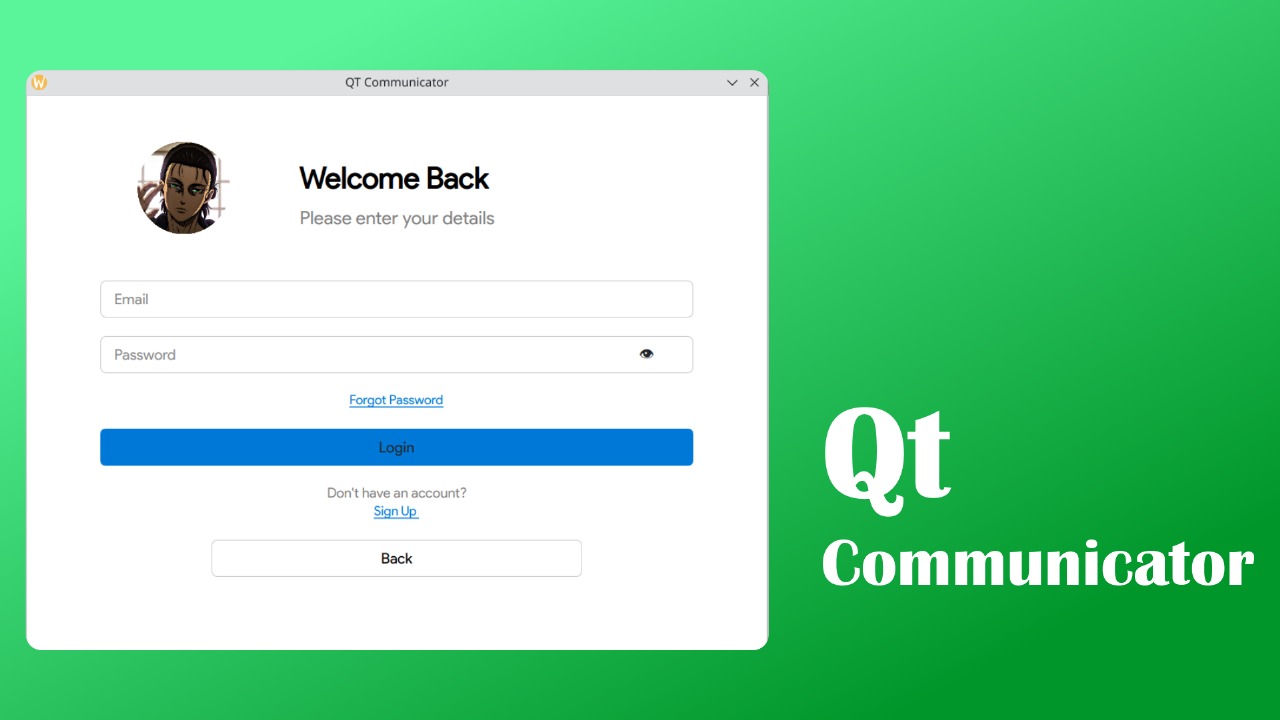 W
QT Communicator
Welcome Back
Please enter your details
Email
Password
Forgot Password
Login
Don't have an account?
Sign Up
Back
Qt
Communicator